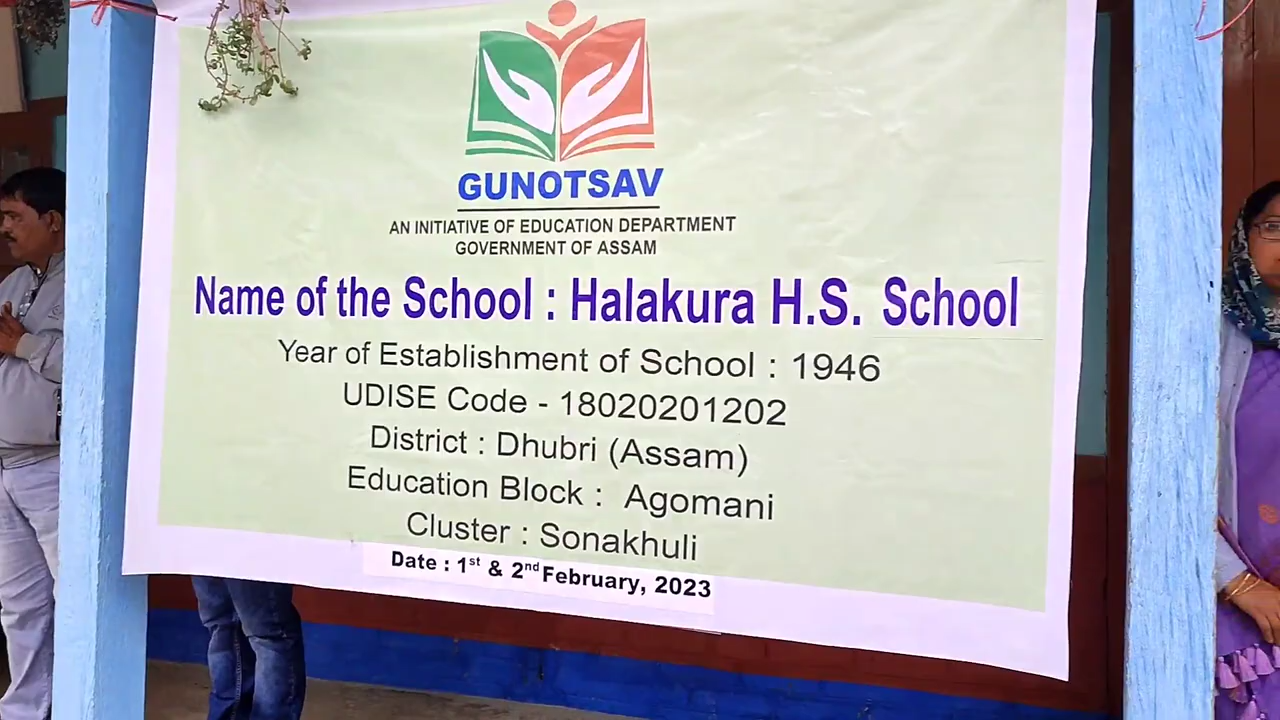 GUNOTSAV
AN INITIATIVE OF EDUCATION DEPARTMENT
GOVERNMENT OF ASSAM
Name of the School : Halakura H.S. School
Year of Establishment of School : 1946
UDISE Code - 18020201202
District : Dhubri (Assam)
Education Block : Agomani
Cluster : Sonakhuli
Date : 1st & 2nd February, 2023